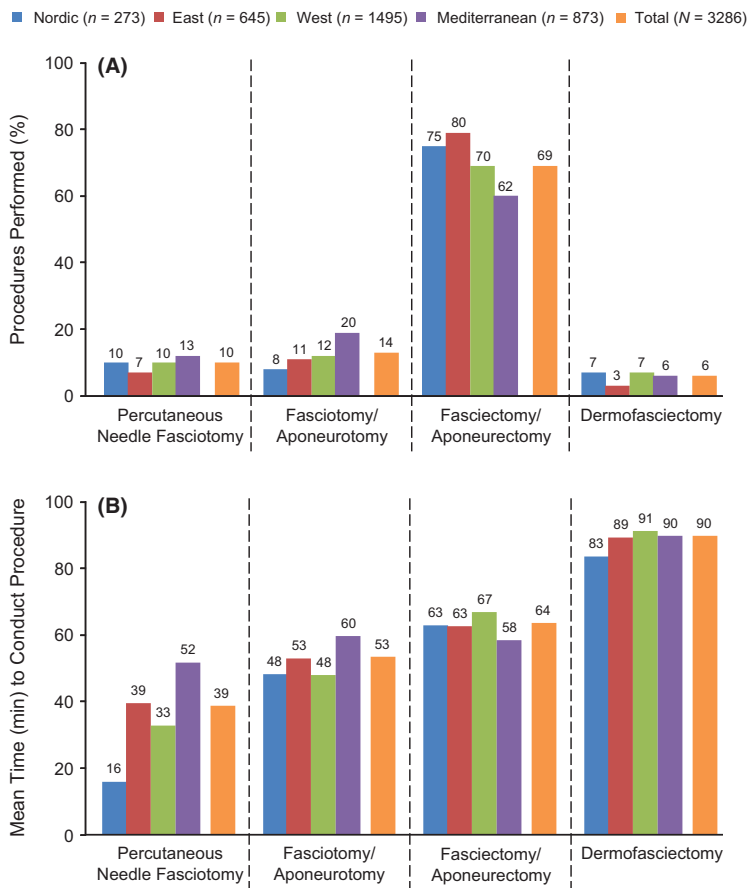 Nordic (n = 273) East (n = 645) West (n = 1495) Mediterranean (n = 873) Total (N = 3286)
(A)
Procedures Performed (%)
100
80
60
40
20
0
10 7 10 13 10
8 11 12 20 14
75 80 70 62 69
7 3 7 6 6
Percutaneous
Needle Fasciotomy
Fasciotomy/
Aponeurotomy
Fasciectomy/
Aponeurectomy
Dermofasciectomy
(B)
Mean Time (min) to Conduct Procedure
100
80
60
40
20
0
16 39 33 52 39
48 53 48 60 53
63 63 67 58 64
83 89 91 90 90
Percutaneous
Needle Fasciotomy
Fasciotomy/
Aponeurotomy
Fasciectomy/
Aponeurectomy
Dermofasciectomy